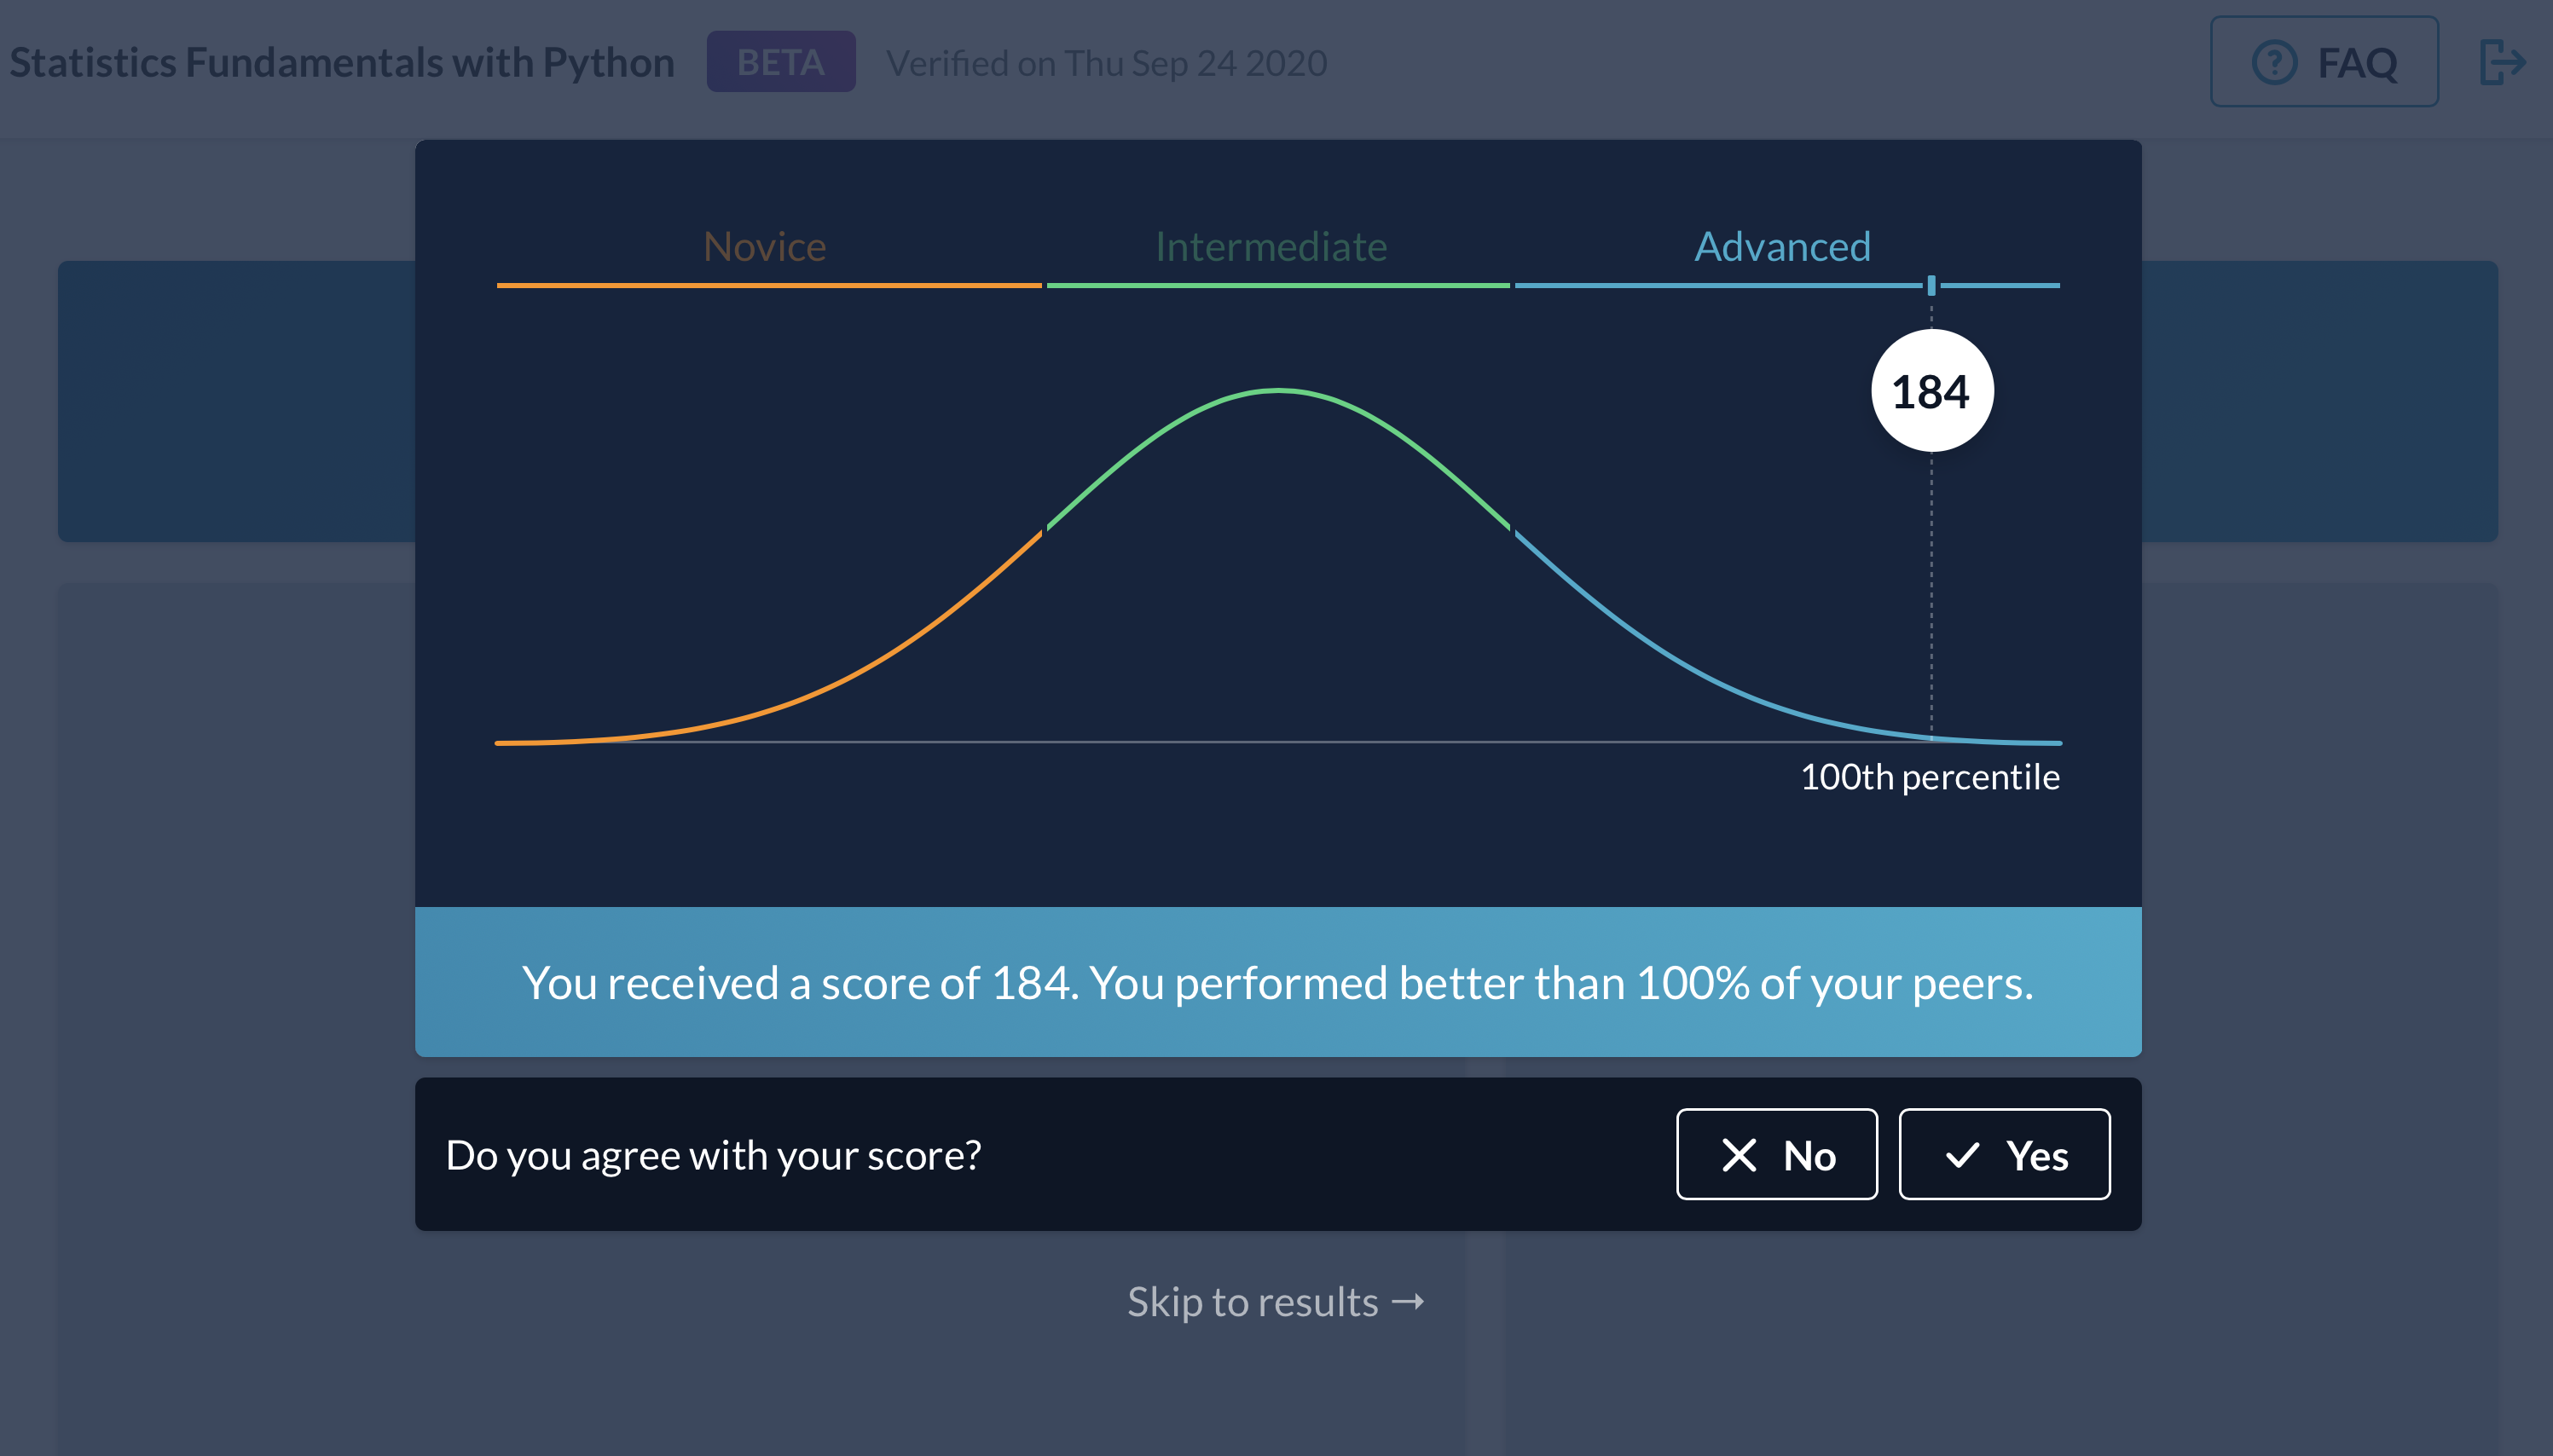 Statistics Fundamentals with Python BETA Verified on Thu Sep 24 2020 FAQ
Novice Intermediate Advanced
184
100th percentile
You received a score of 184. You performed better than 100% of your peers.
Do you agree with your score? No Yes
Skip to results →